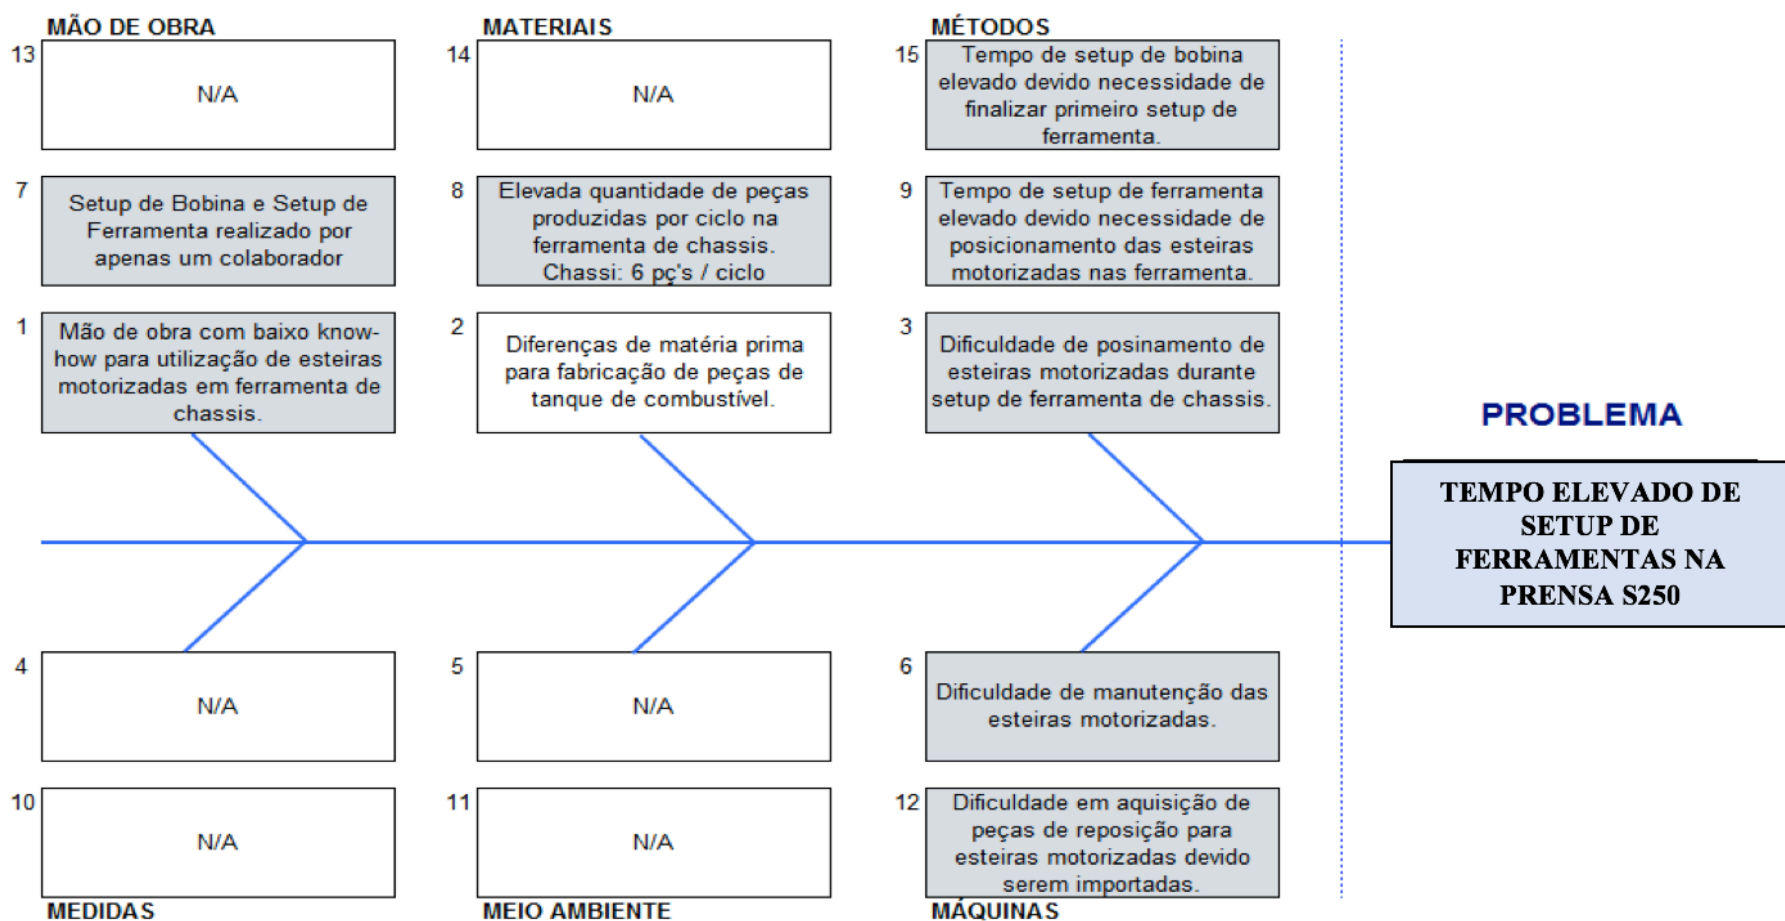 MÃO DE OBRA
MATERIAIS
MÉTODOS
13
N/A
14
N/A
15
Tempo de setup de bobina
elevado devido necessidade de
finalizar primeiro setup de
ferramenta.
7
Setup de Bobina e Setup de
Ferramenta realizado por
apenas um colaborador
8
Elevada quantidade de peças
produzidas por ciclo na
ferramenta de chassis.
Chassi: 6 pç's / ciclo
9
Tempo de setup de ferramenta
elevado devido necessidade de
posicionamento das esteiras
motorizadas nas ferramenta.
1
Mão de obra com baixo know-
how para utilização de esteiras
motorizadas em ferramenta de
chassis.
2
Diferenças de matéria prima
para fabricação de peças de
tanque de combustível.
3
Dificuldade de posinamento de
esteiras motorizadas durante
setup de ferramenta de chassis.
PROBLEMA
TEMPO ELEVADO DE
SETUP DE
FERRAMENTAS NA
PRENSA S250
4
N/A
5
N/A
6
Dificuldade de manutenção das
esteiras motorizadas.
10
N/A
11
N/A
12
Dificuldade em aquisição de
peças de reposição para
esteiras motorizadas devido
serem importadas.
MEDIDAS
MEIO AMBIENTE
MÁQUINAS